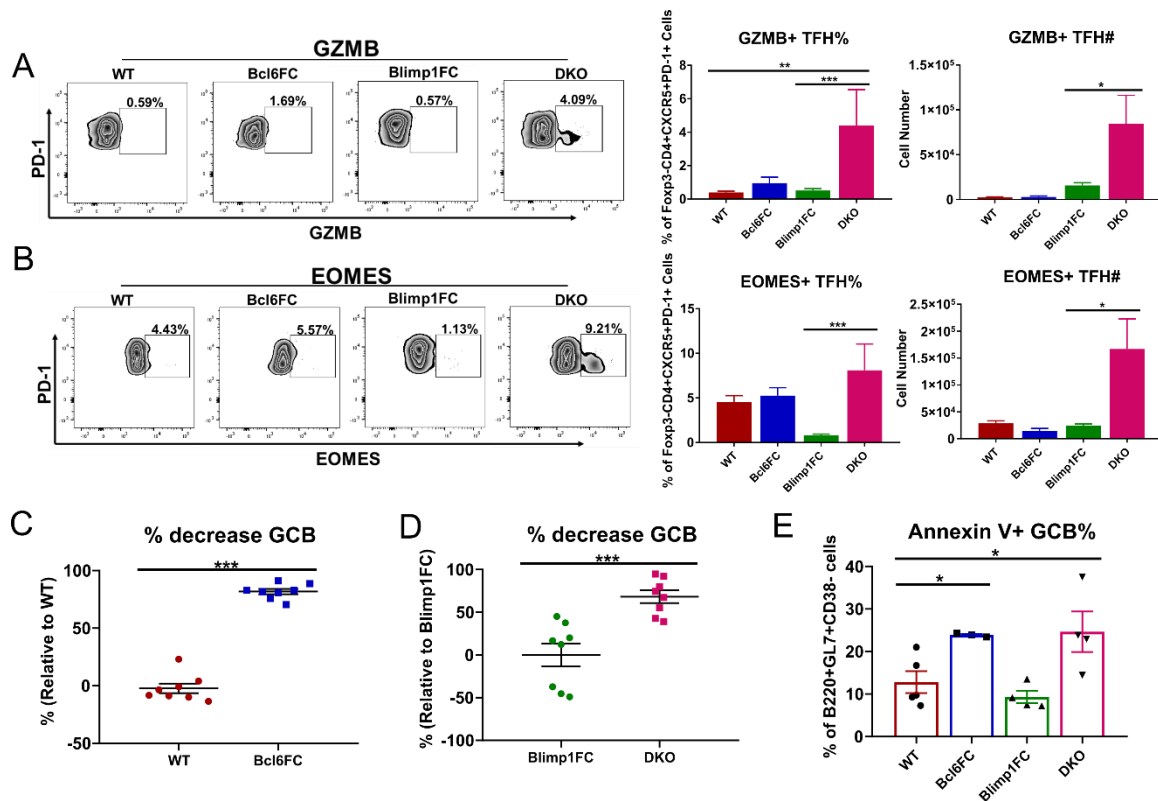 A
GZMB
WT
Bcl6FC
Blimp1FC
DKO
0.59%
1.69%
0.57%
4.09%
PD-1
GZMB
GZMB+ TFH%
% of Foxp3-CD4+CXCR5+PD-1+ Cells
8
6
4
2
0
**
***
WT
Bcl6FC
Blimp1FC
DKO
GZMB+ TFH#
Cell Number
1.5×10⁵
1×10⁵
5×10⁴
0
*
WT
Bcl6FC
Blimp1FC
DKO
B
EOMES
WT
Bcl6FC
Blimp1FC
DKO
4.43%
5.57%
1.13%
9.21%
PD-1
EOMES
EOMES+ TFH%
% of Foxp3-CD4+CXCR5+PD-1+ Cells
15
10
5
0
***
WT
Bcl6FC
Blimp1FC
DKO
EOMES+ TFH#
Cell Number
2.5×10⁵
2×10⁵
1.5×10⁵
1×10⁵
5×10⁴
0
*
WT
Bcl6FC
Blimp1FC
DKO
C
% decrease GCB
% (Relative to WT)
100
50
0
-50
***
WT
Bcl6FC
D
% decrease GCB
% (Relative to Blimp1FC)
100
50
0
-50
-100
***
Blimp1FC
DKO
E
Annexin V+ GCB%
% of B220+GL7+CD38- cells
40
30
20
10
0
*
*
WT
Bcl6FC
Blimp1FC
DKO